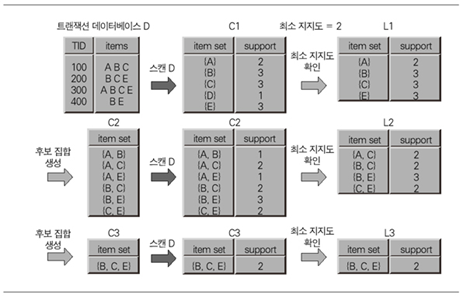 트랜잭션 데이터베이스 D
TID items
100 A B C
200 B C E
300 A B C E
400 B E
스캔 D
C1
item set support
{A} 2
{B} 3
{C} 3
{D} 1
{E} 3
최소 지지도 = 2
최소 지지도
확인
L1
item set support
{A} 2
{B} 3
{C} 3
{E} 3
후보 집합
생성
C2
item set
{A, B}
{A, C}
{A, E}
{B, C}
{B, E}
{C, E}
스캔 D
C2
item set support
{A, B} 1
{A, C} 2
{A, E} 1
{B, C} 2
{B, E} 3
{C, E} 2
최소 지지도
확인
L2
item set support
{A, C} 2
{B, C} 2
{B, E} 3
{C, E} 2
후보 집합
생성
C3
item set
{B, C, E}
스캔 D
C3
item set support
{B, C, E} 2
최소 지지도
확인
L3
item set support
{B, C, E} 2